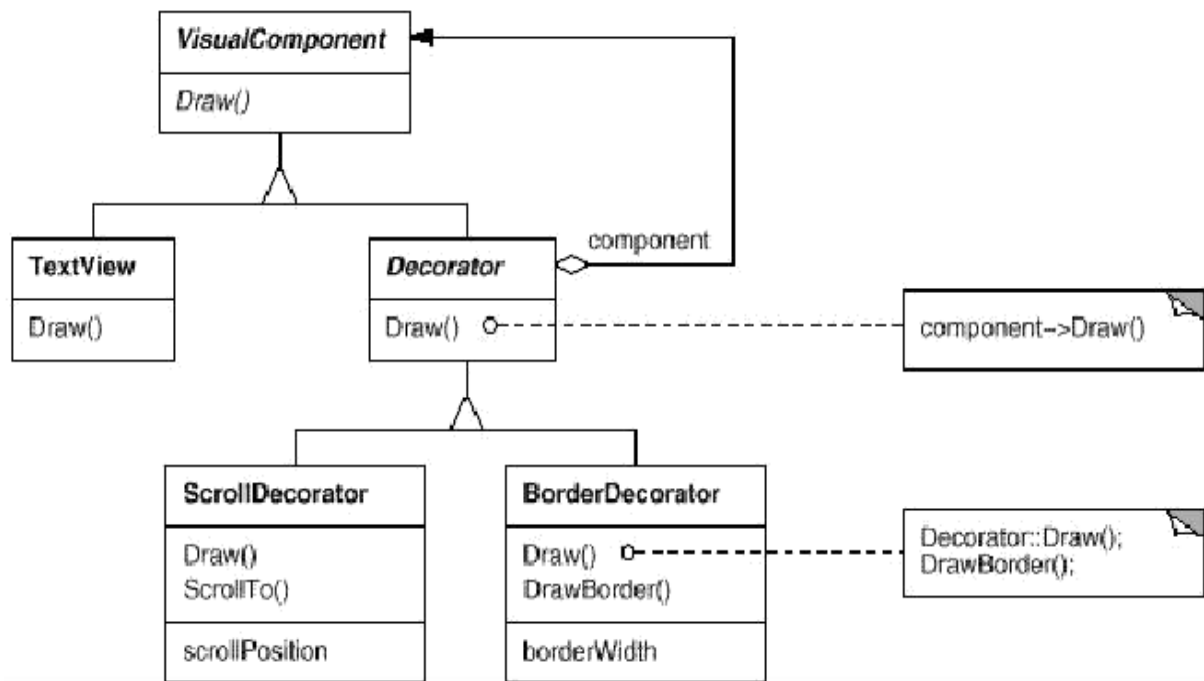 VisualComponent
Draw()
TextView
Draw()
Decorator
Draw()
component
component->Draw()
ScrollDecorator
Draw()
ScrollTo()
scrollPosition
BorderDecorator
Draw()
DrawBorder()
borderWidth
Decorator::Draw();
DrawBorder();